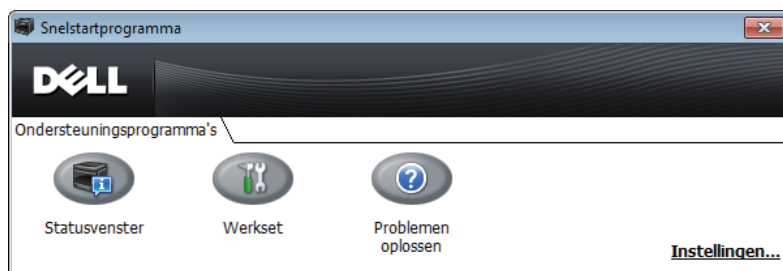 Snelstartprogramma
DELL
Ondersteuningsprogramma's
Statusvenster
Werkset
Problemen
oplossen
Instellingen...